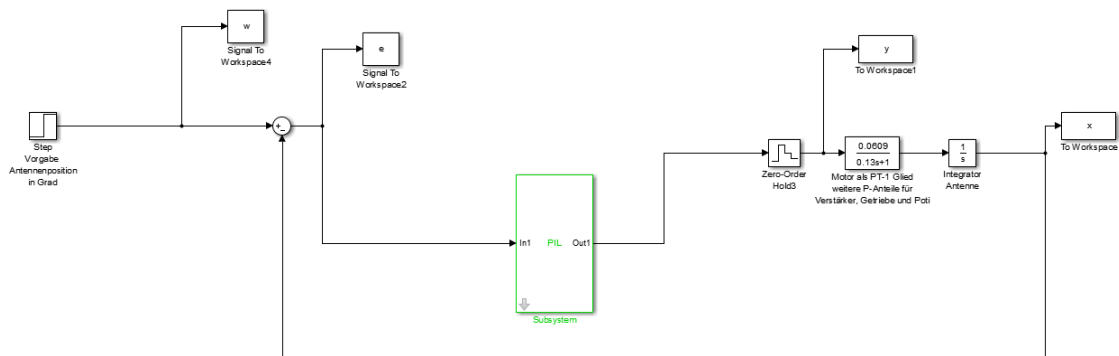 w
Signal To
Workspace4
e
Signal To
Workspace2
y
To Workspace1
x
To Workspace
Step
Vorgabe
Antennenposition
in Grad
+
−
Zero-Order
Hold3
0.0609
0.13s+1
Motor als PT-1 Glied
weitere P-Anteile für
Verstärker, Getriebe und Poti
1
s
Integrator
Antenne
In1
PIL
Out1
Subsystem